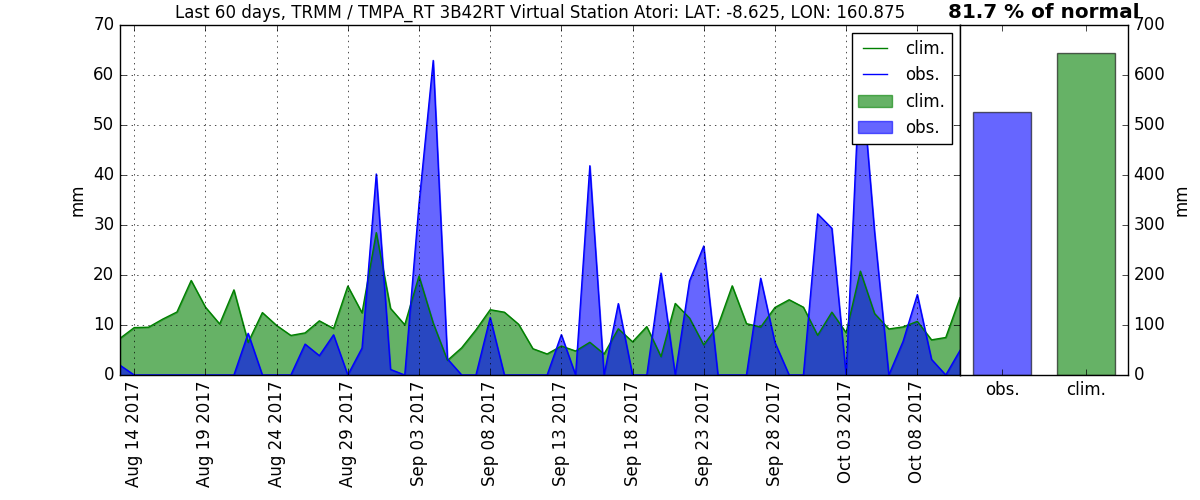 Last 60 days, TRMM / TMPA_RT 3B42RT Virtual Station Atori: LAT: -8.625, LON: 160.875
81.7 % of normal
clim.
obs.
clim.
obs.
70
60
50
40
30
20
10
0
mm
700
600
500
400
300
200
100
0
mm
Aug 14 2017
Aug 19 2017
Aug 24 2017
Aug 29 2017
Sep 03 2017
Sep 08 2017
Sep 13 2017
Sep 18 2017
Sep 23 2017
Sep 28 2017
Oct 03 2017
Oct 08 2017
obs.
clim.